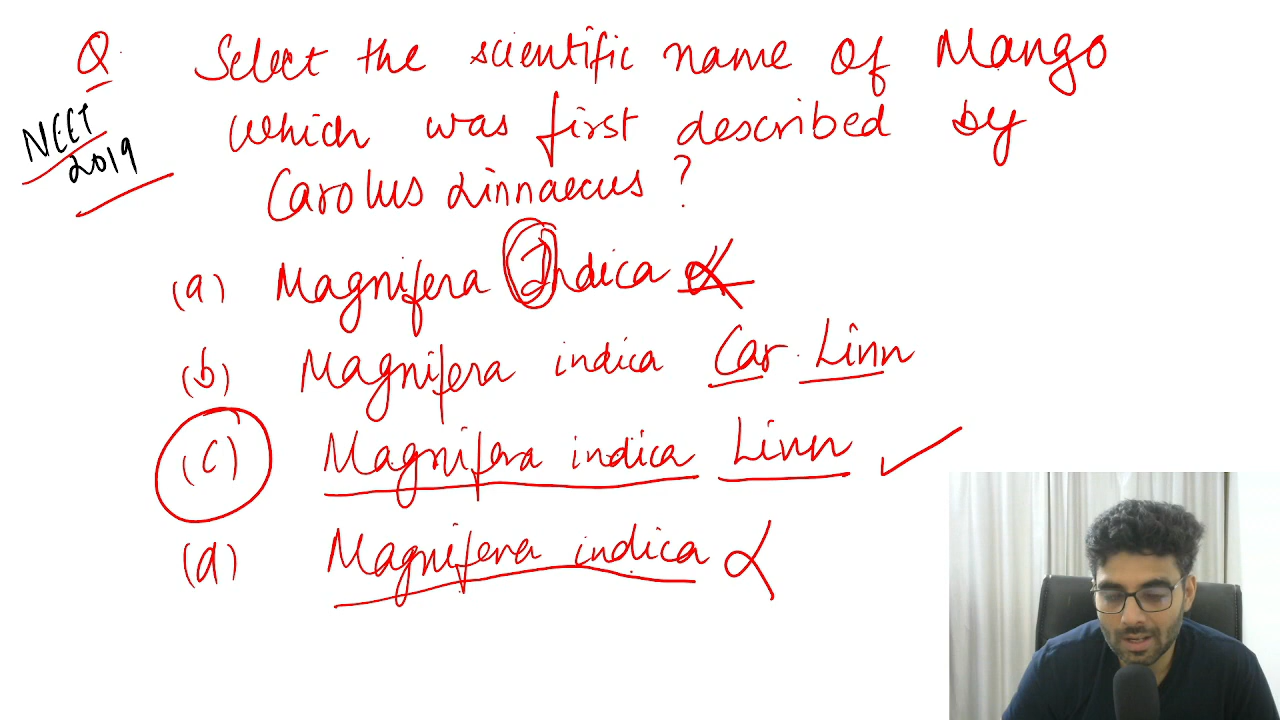 Q Select the scientific name of Mango
NEET
2019
which was first described by
Carolus Linnaecus ?
(a) Magnifera Indica
(b) Magnifera indica Car. Linn
(c) Magnifera indica Linn
(d) Magnifera indica